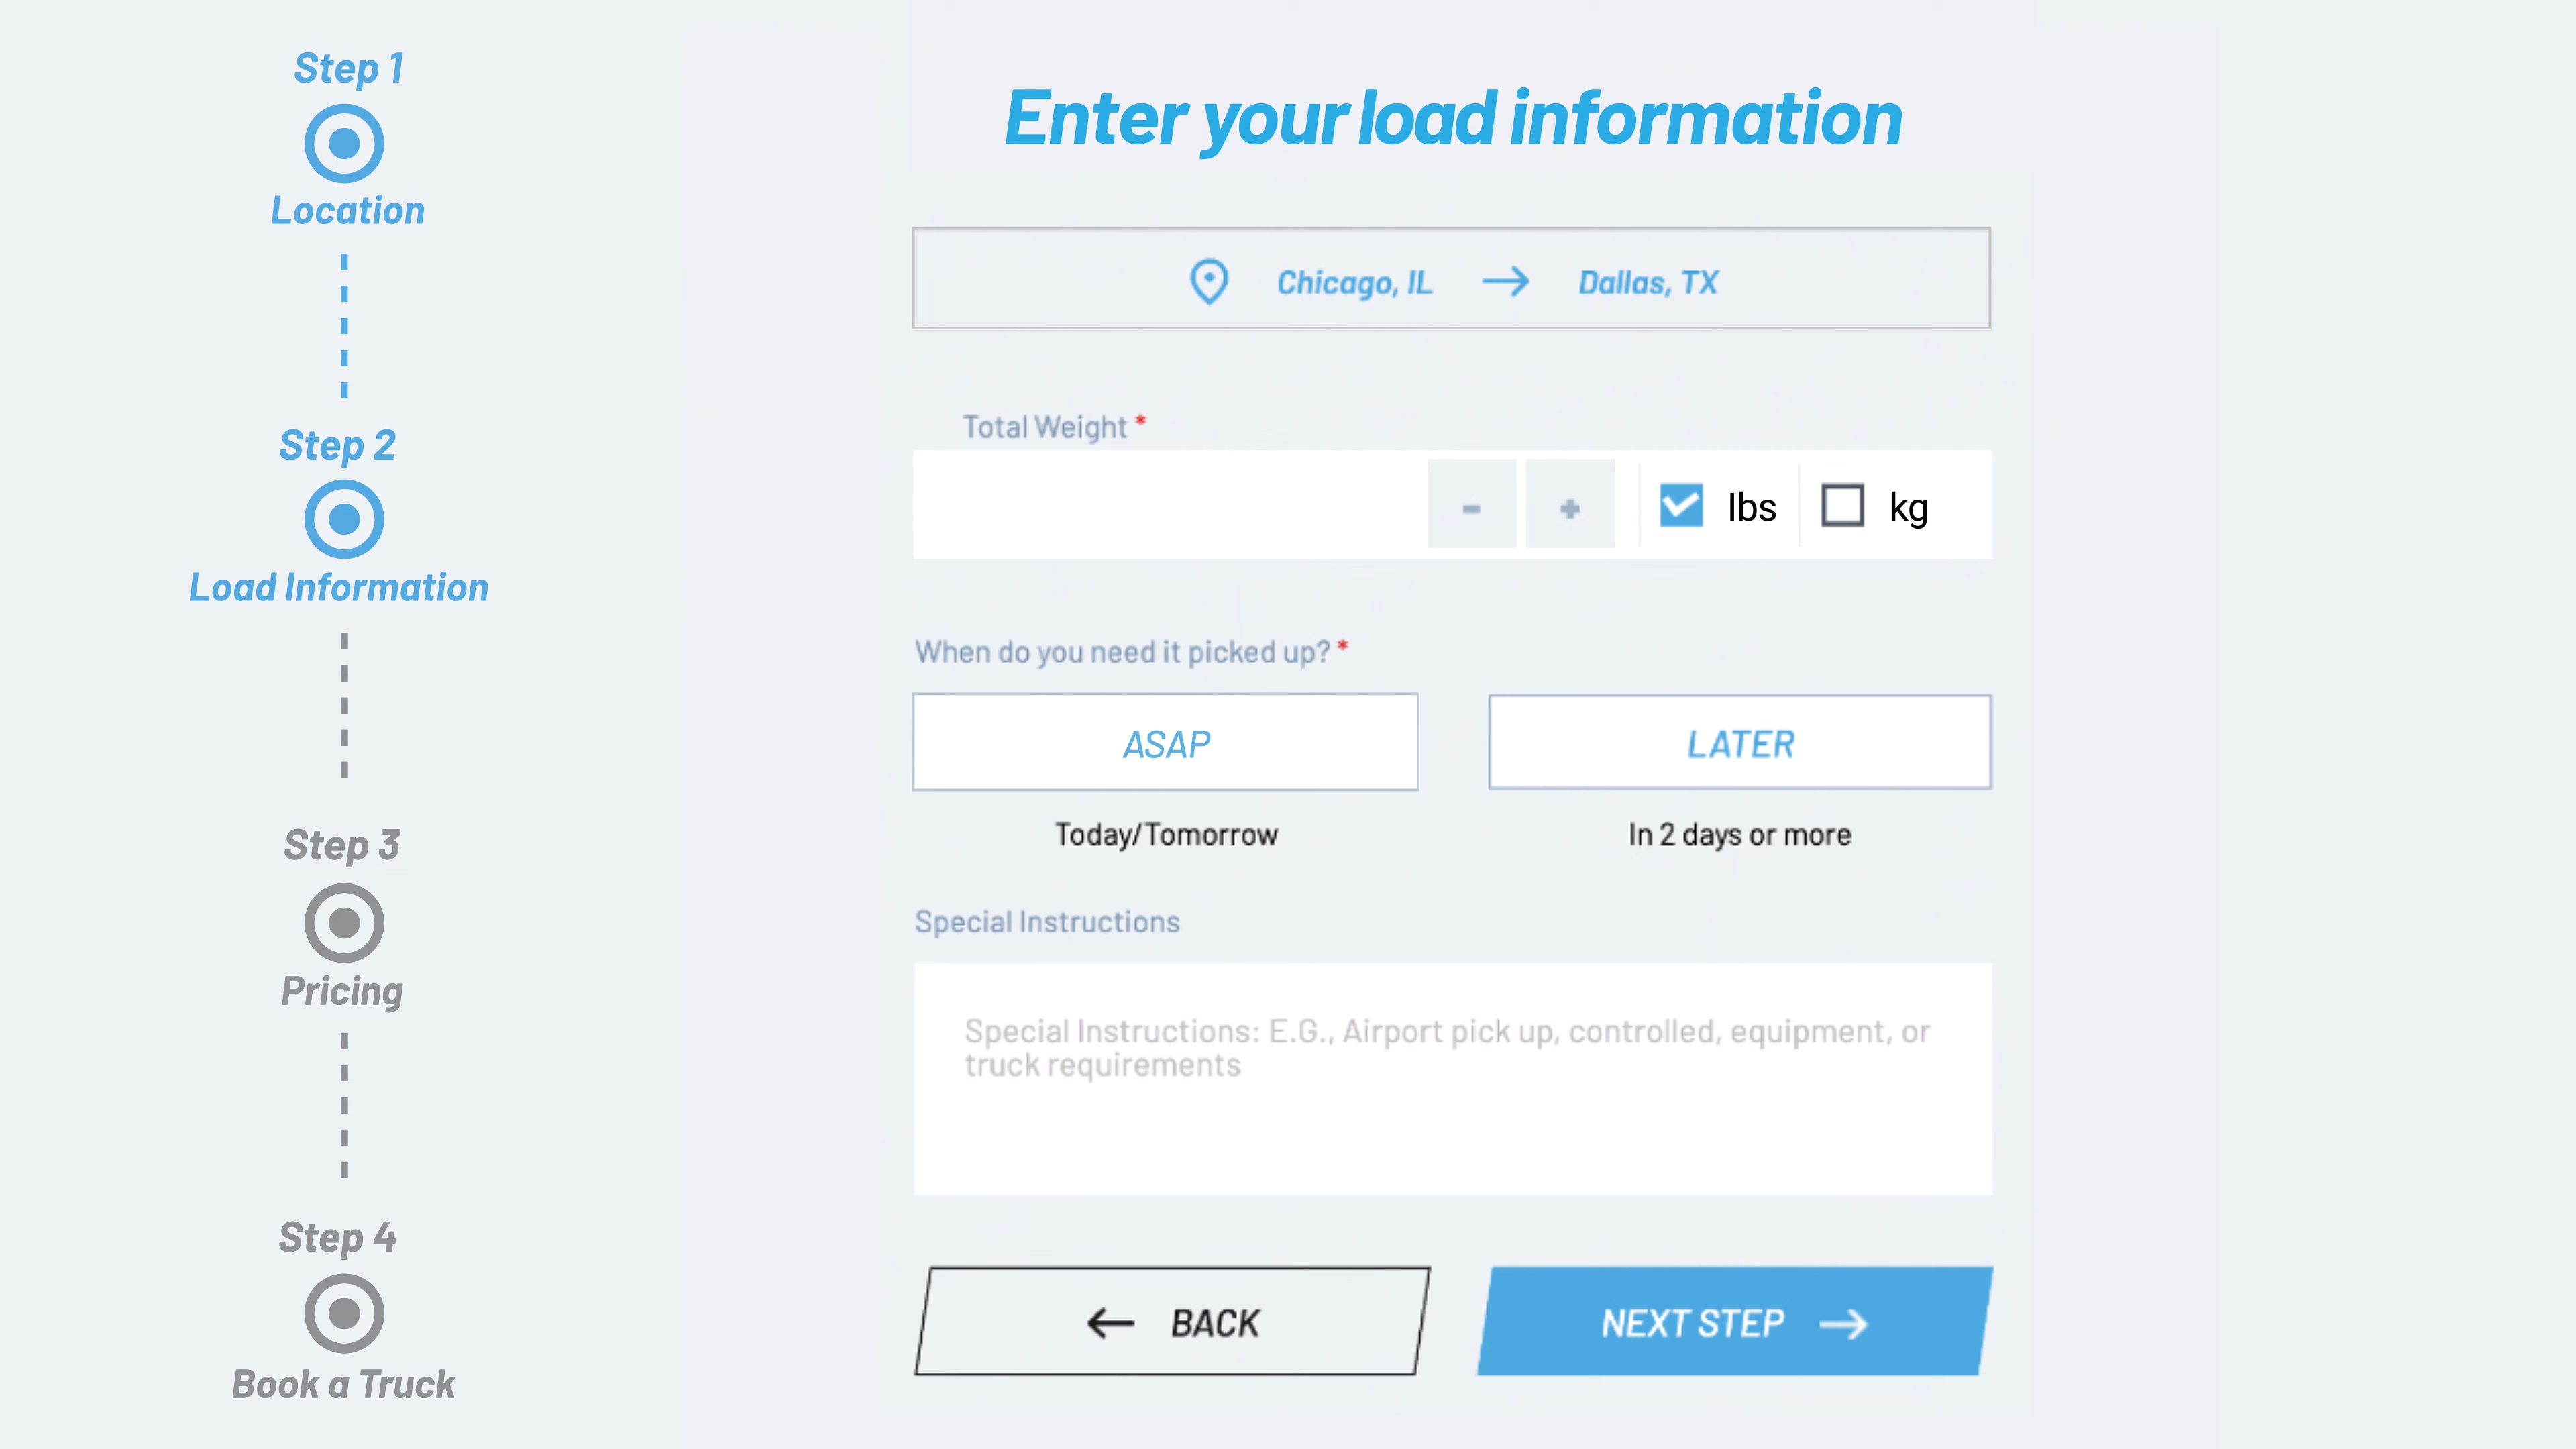 Step 1
Location
Step 2
Load Information
Step 3
Pricing
Step 4
Book a Truck
Enter your load information
Chicago, IL → Dallas, TX
Total Weight *
- + lbs kg
When do you need it picked up? *
ASAP LATER
Today/Tomorrow In 2 days or more
Special Instructions
Special Instructions: E.G., Airport pick up, controlled, equipment, or
truck requirements
← BACK NEXT STEP →